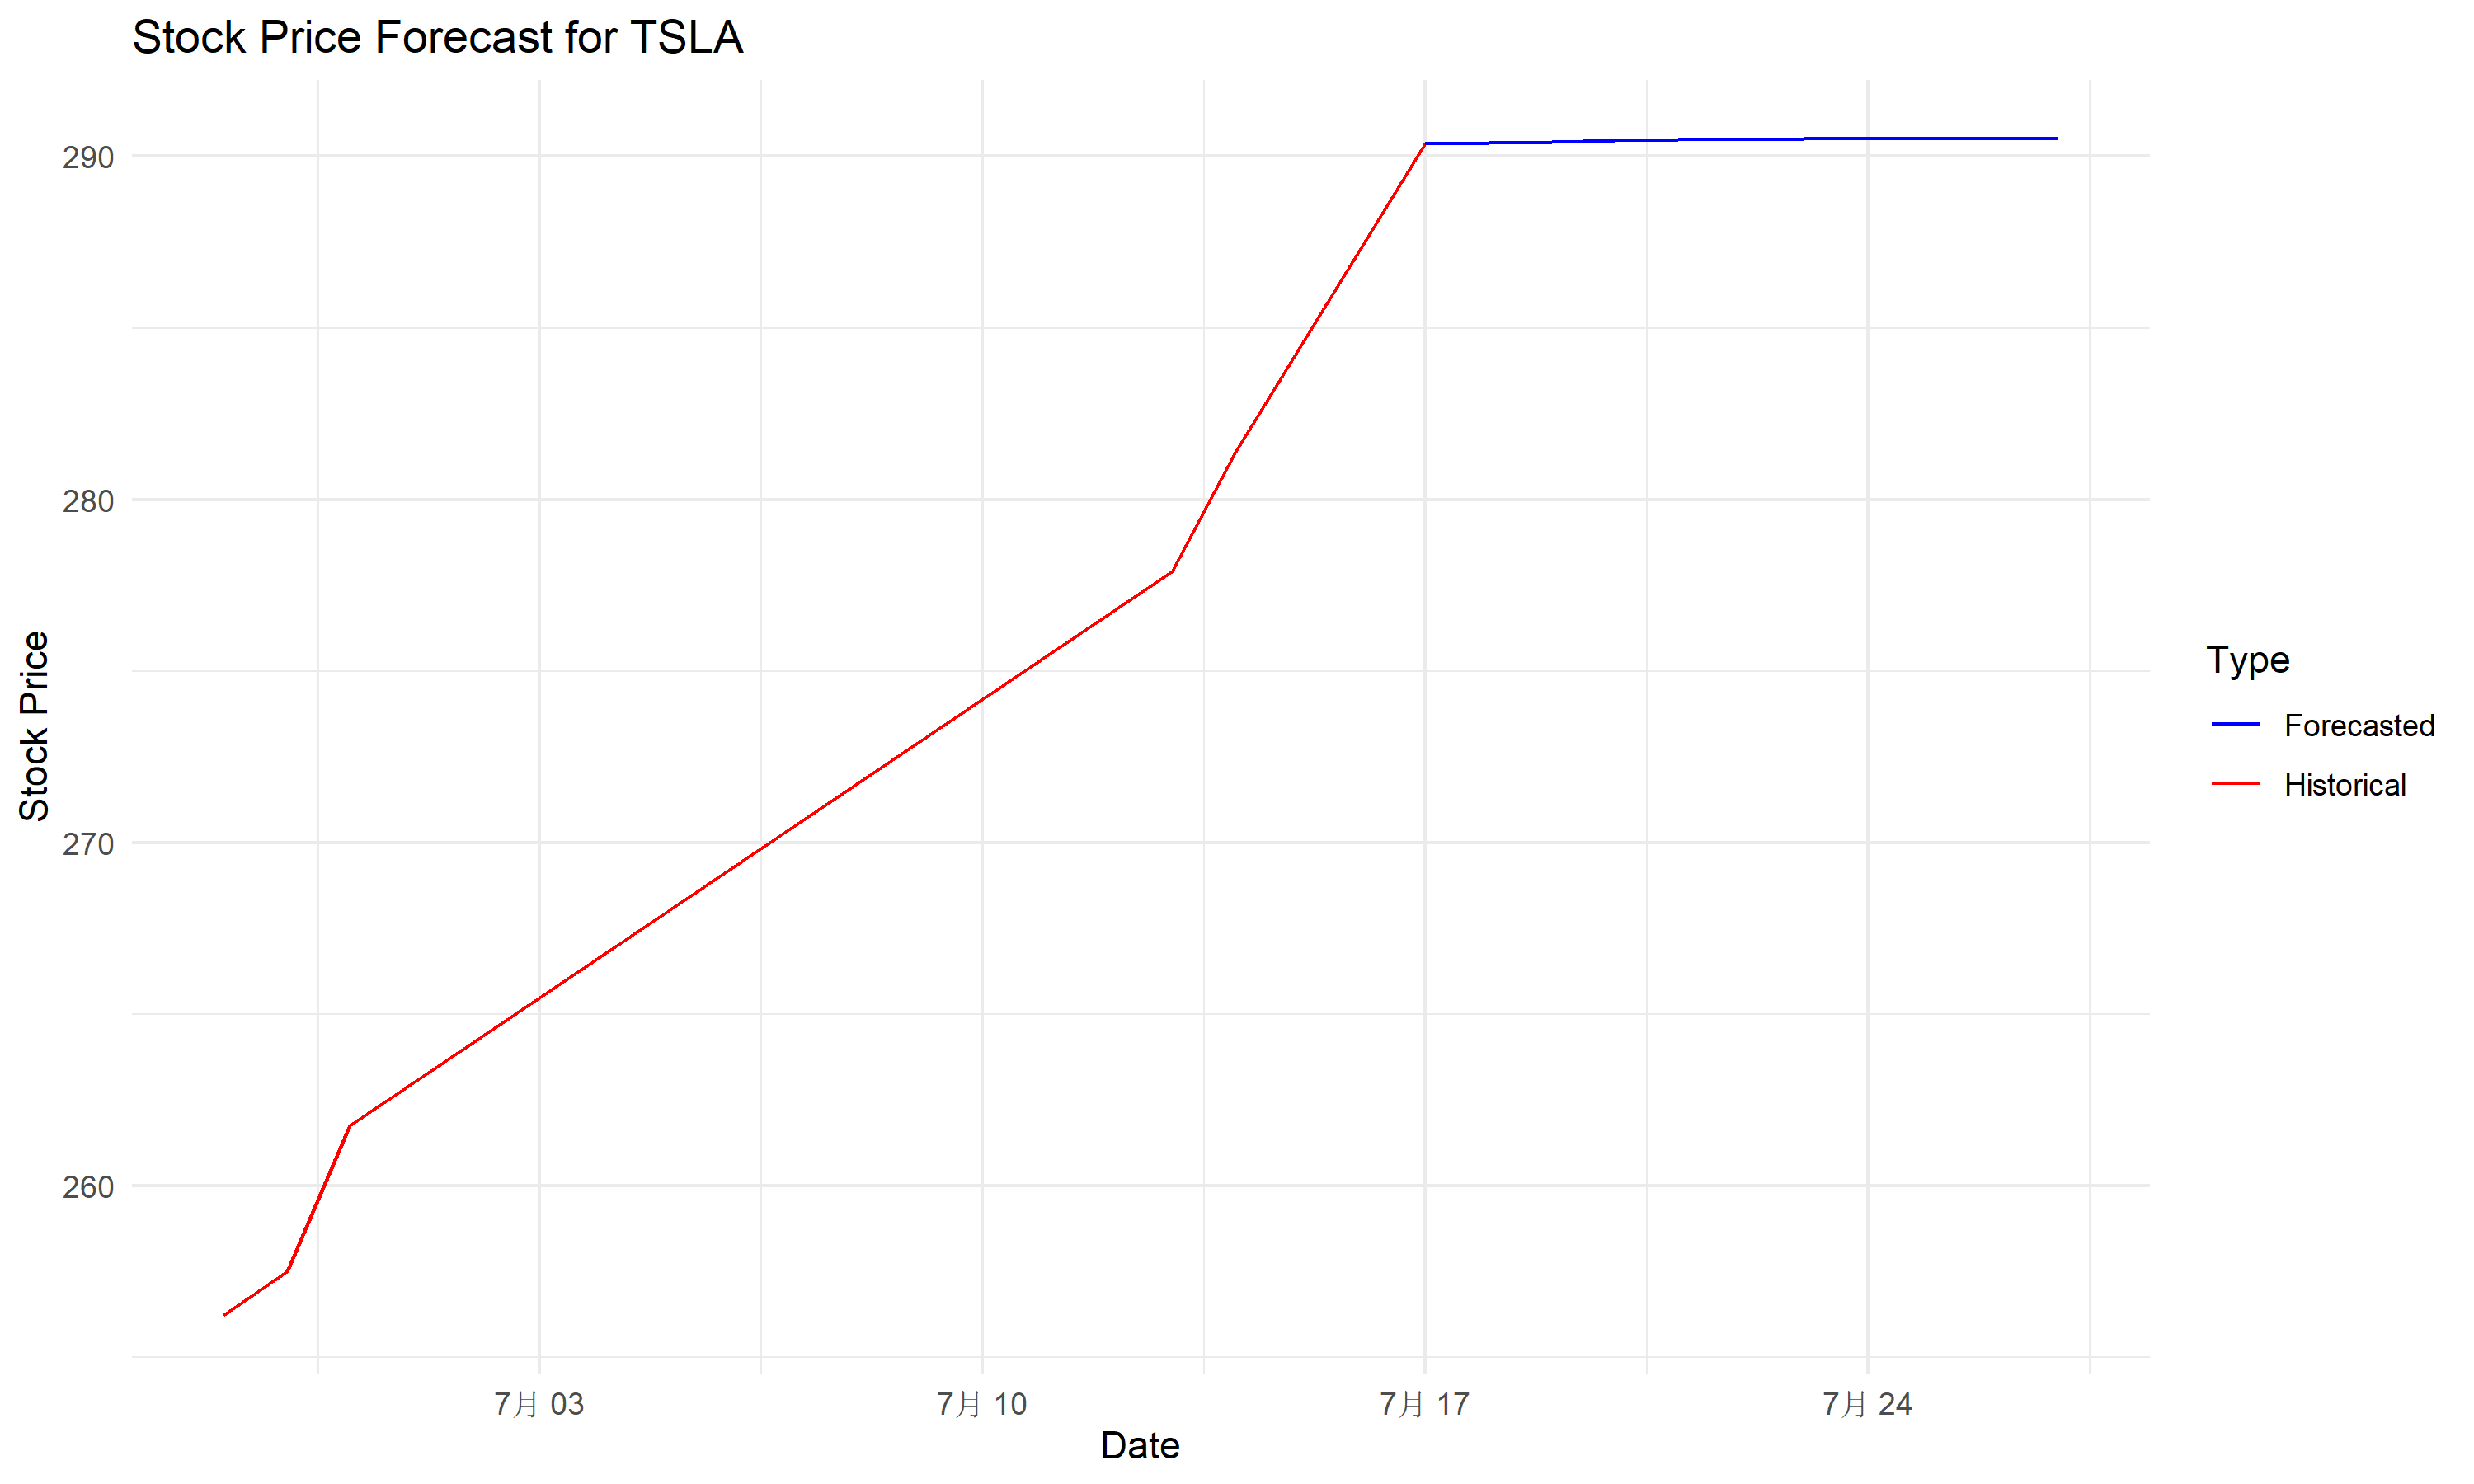 Stock Price Forecast for TSLA
290
280
270
260
Stock Price
7月 03
7月 10
7月 17
7月 24
Date
Type
Forecasted
Historical